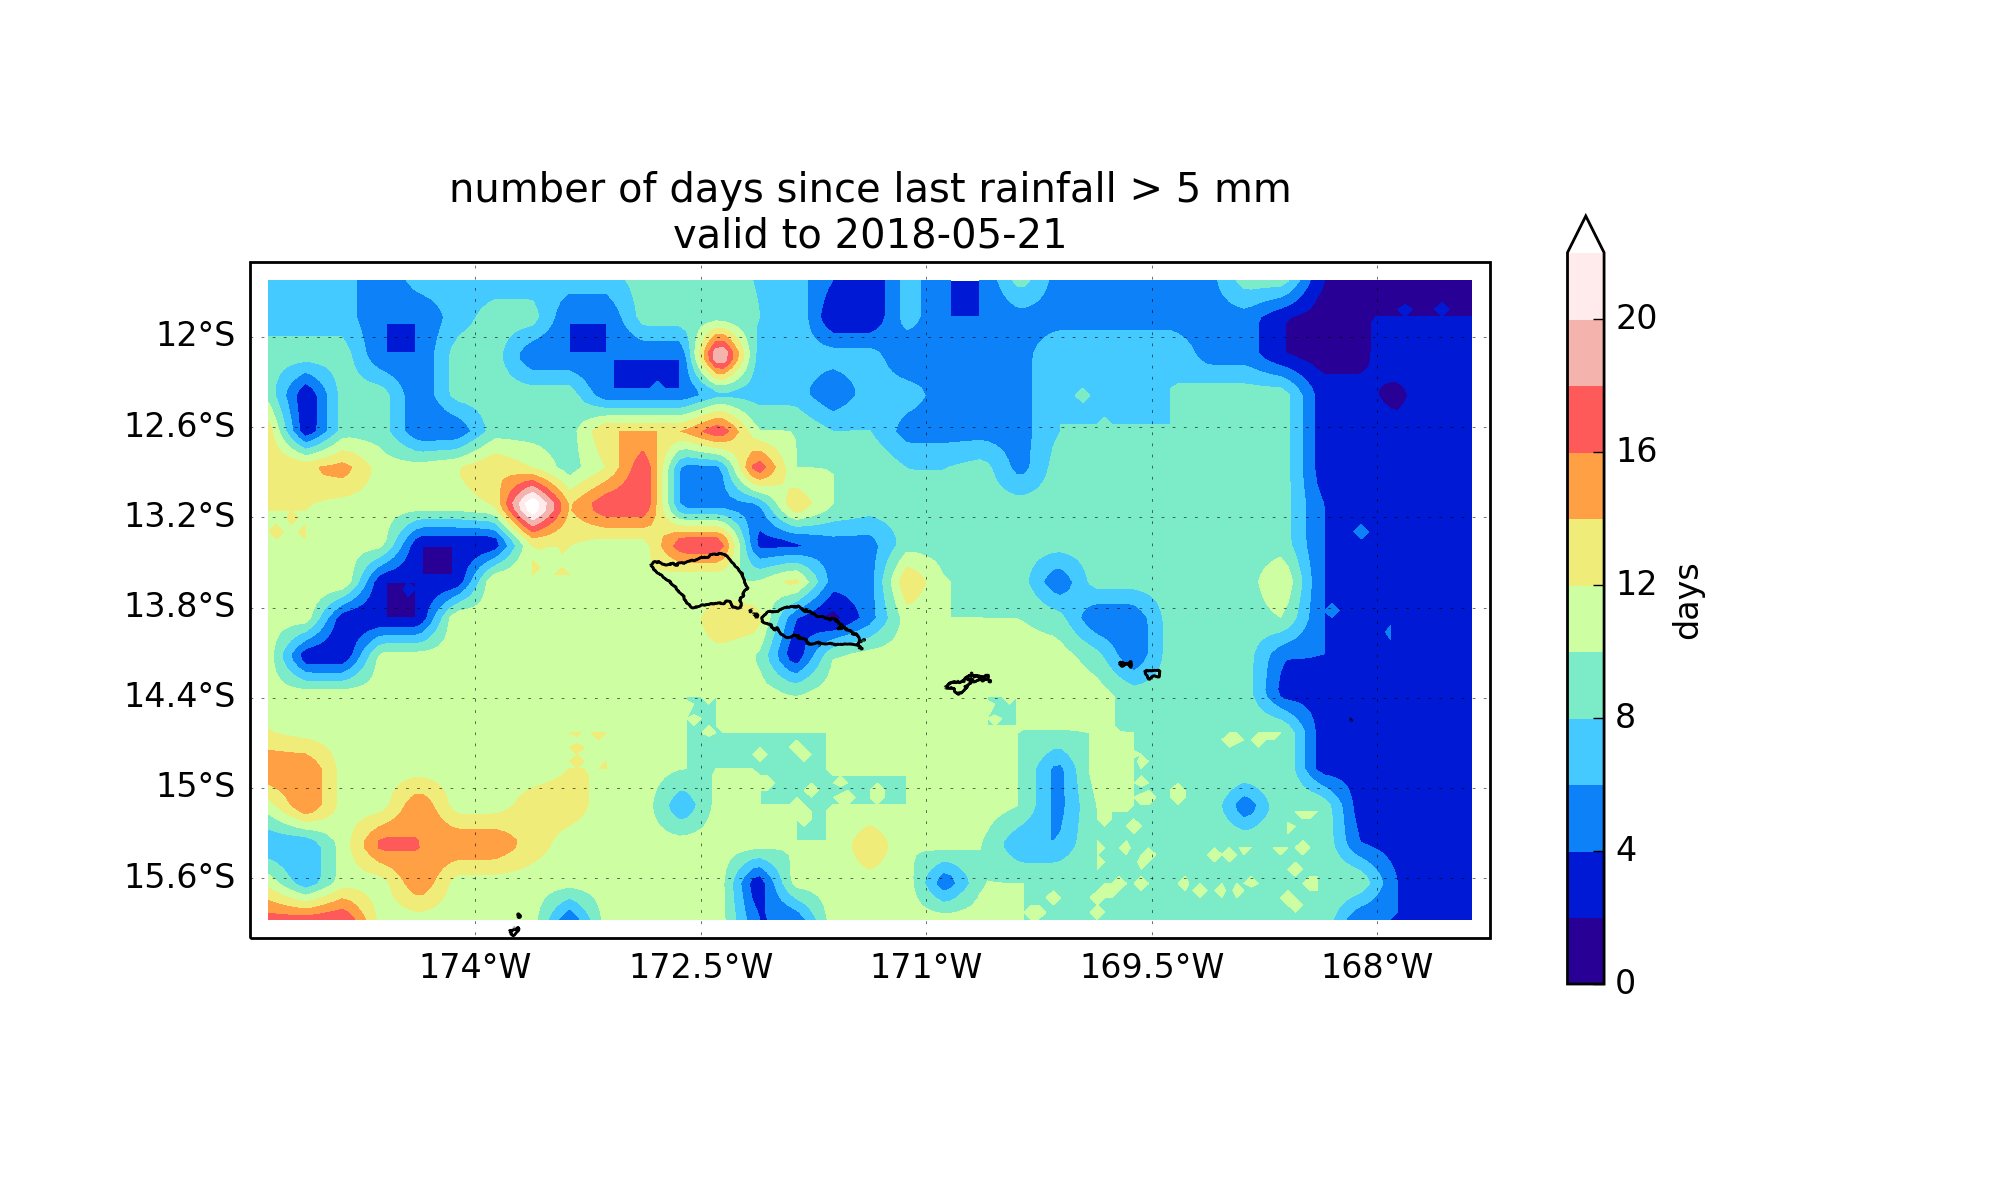 number of days since last rainfall > 5 mm
valid to 2018-05-21
12°S
12.6°S
13.2°S
13.8°S
14.4°S
15°S
15.6°S
174°W
172.5°W
171°W
169.5°W
168°W
20
16
12
8
4
0
days